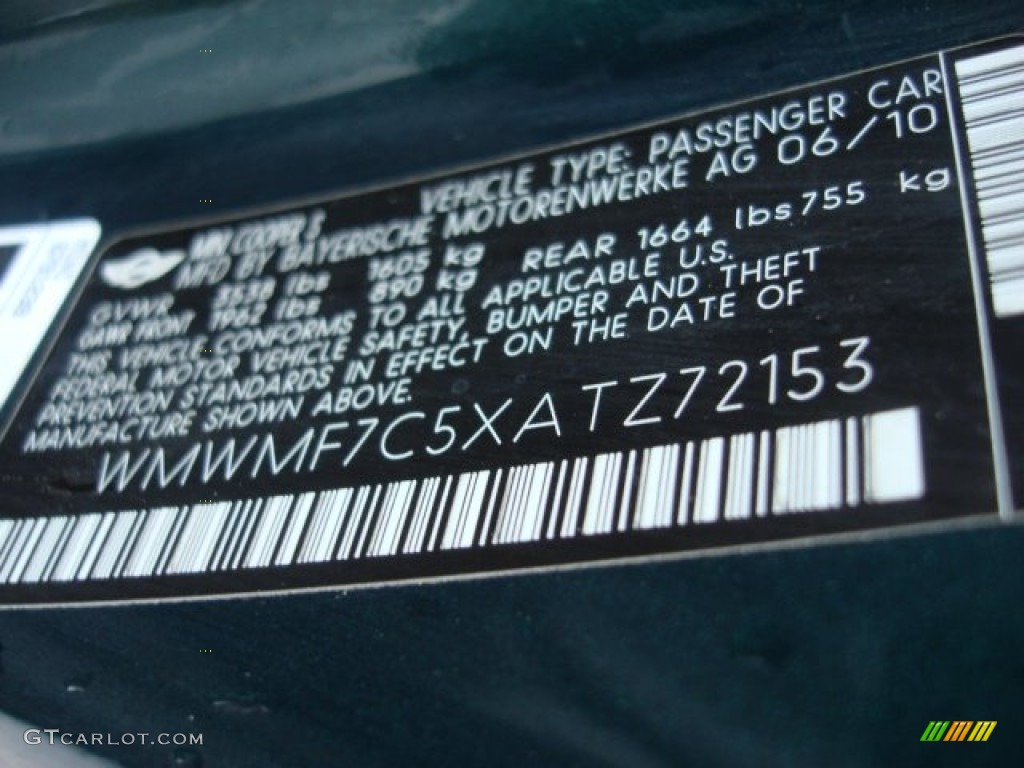 MINI COOPER S VEHICLE TYPE: PASSENGER CAR
MFD BY BAYERISCHE MOTORENWERKE AG 06/10
GVWR 3538 lbs 1605 kg
GAWR FRONT 1962 lbs 890 kg REAR 1664 lbs 755 kg
THIS VEHICLE CONFORMS TO ALL APPLICABLE U.S.
FEDERAL MOTOR VEHICLE SAFETY, BUMPER AND THEFT
PREVENTION STANDARDS IN EFFECT ON THE DATE OF
MANUFACTURE SHOWN ABOVE.
WMWMF7C5XATZ72153
GTCARLOT.COM